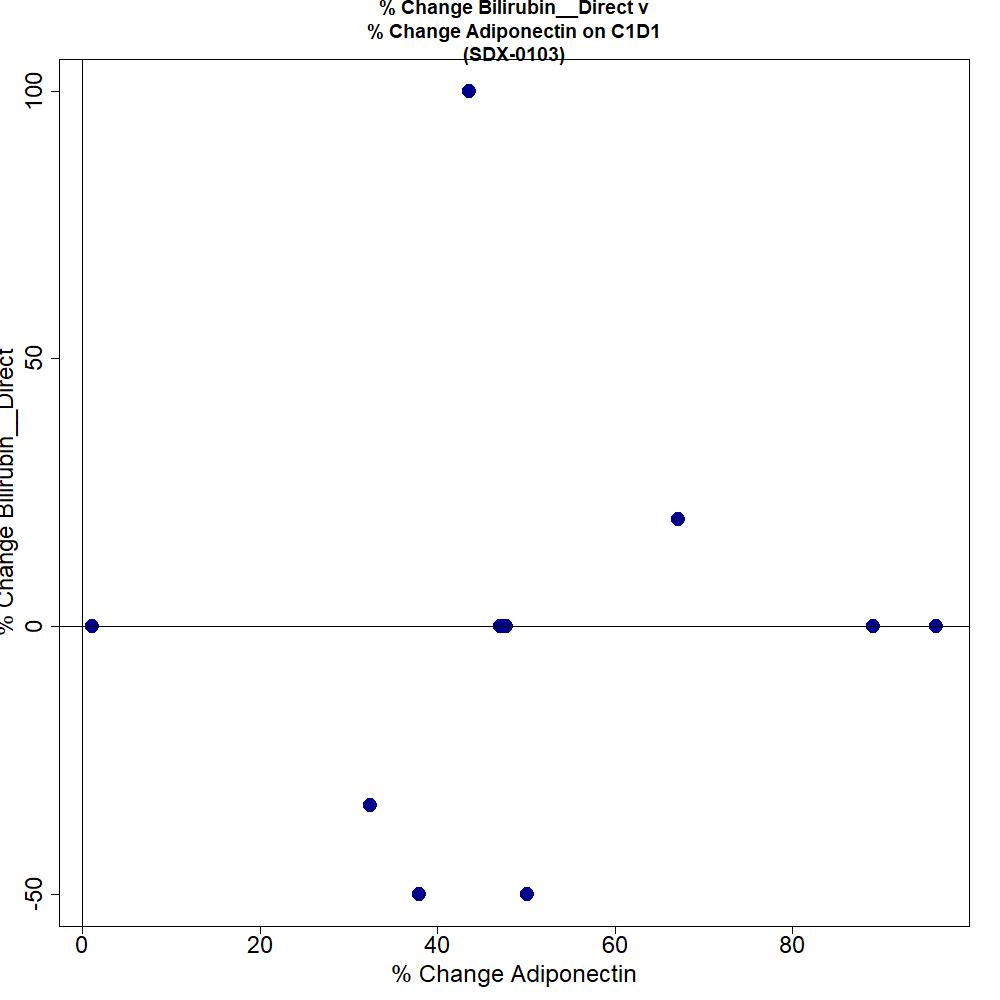 % Change Bilirubin__Direct v
% Change Adiponectin on C1D1
(SDX-0103)
100
50
0
-50
% Change Bilirubin__Direct
0
20
40
60
80
% Change Adiponectin